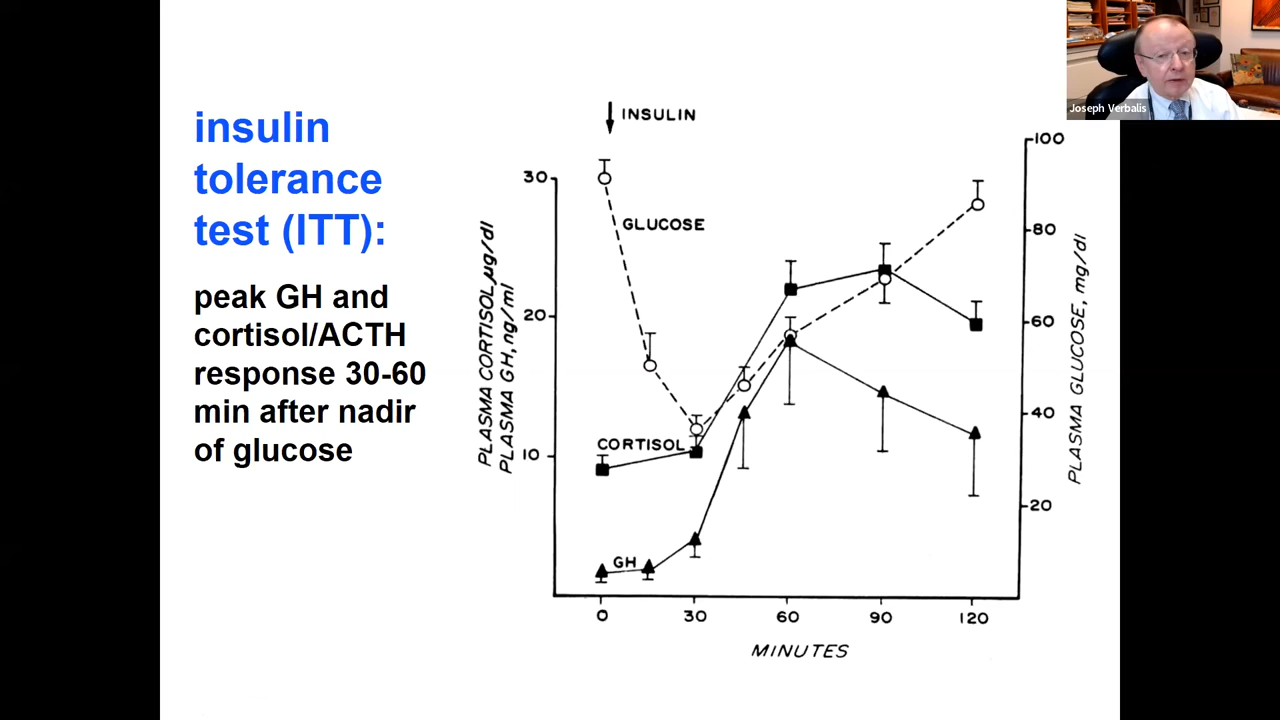 Joseph Verbalis
insulin
tolerance
test (ITT):
peak GH and
cortisol/ACTH
response 30-60
min after nadir
of glucose
INSULIN
GLUCOSE
CORTISOL
GH
PLASMA CORTISOL, µg/dl
PLASMA GH, ng/ml
30
20
10
100
80
60
40
20
PLASMA GLUCOSE, mg/dl
0 30 60 90 120
MINUTES